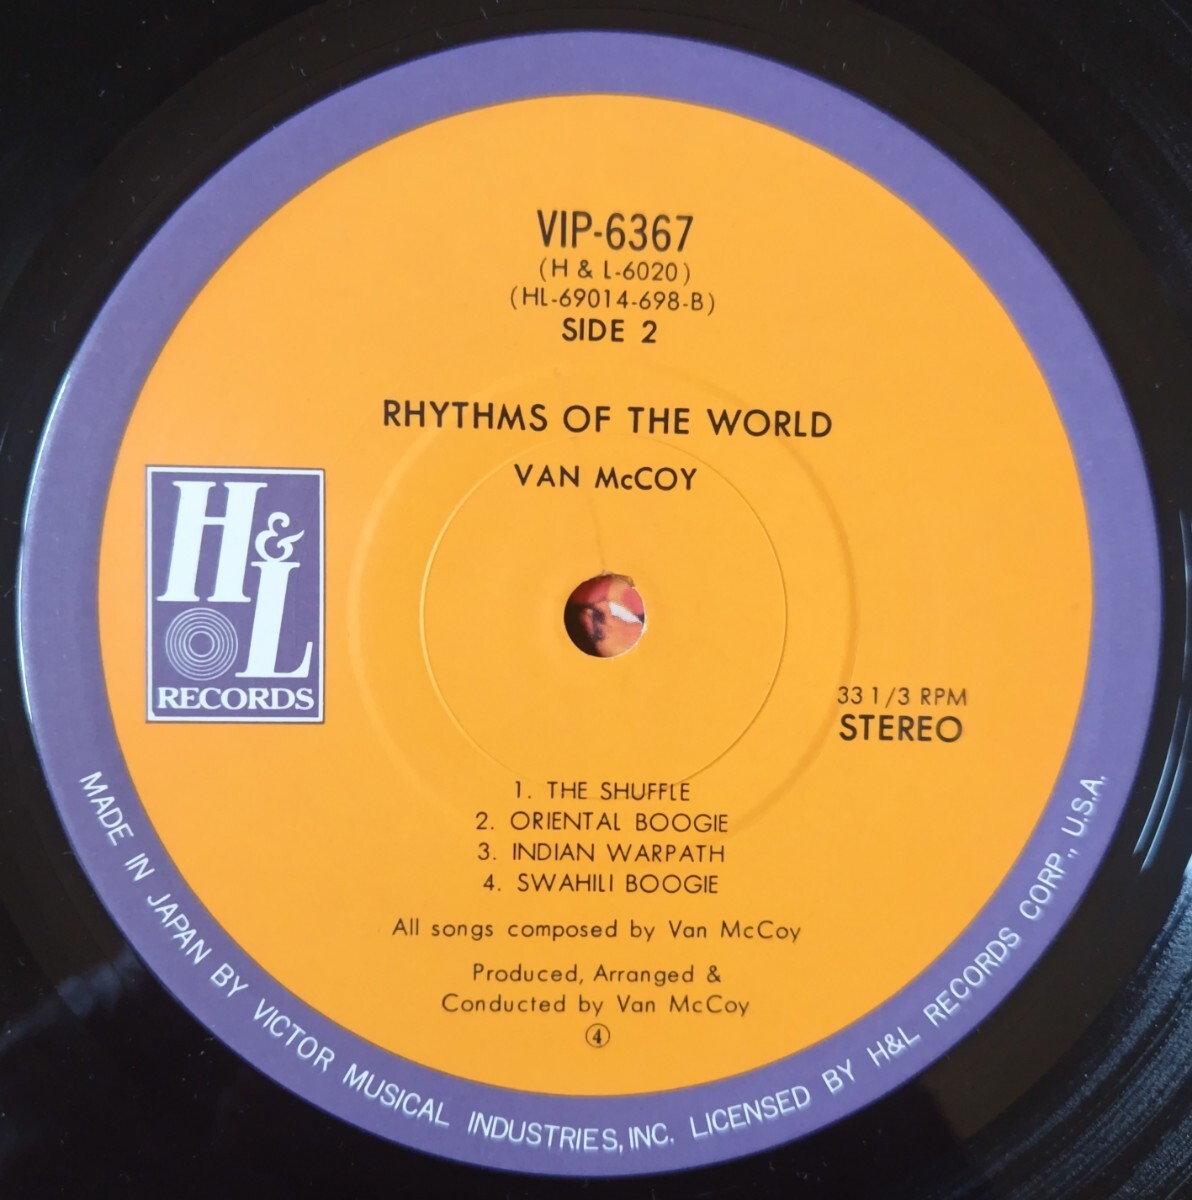 VIP-6367
(H & L-6020)
(HL-69014-698-B)
SIDE 2
RHYTHMS OF THE WORLD
VAN McCOY
H&L
RECORDS
33 1/3 RPM
STEREO
1. THE SHUFFLE
2. ORIENTAL BOOGIE
3. INDIAN WARPATH
4. SWAHILI BOOGIE
All songs composed by Van McCoy
Produced, Arranged &
Conducted by Van McCoy
④
MADE IN JAPAN BY VICTOR MUSICAL INDUSTRIES, INC. LICENSED BY H&L RECORDS CORP., U.S.A.